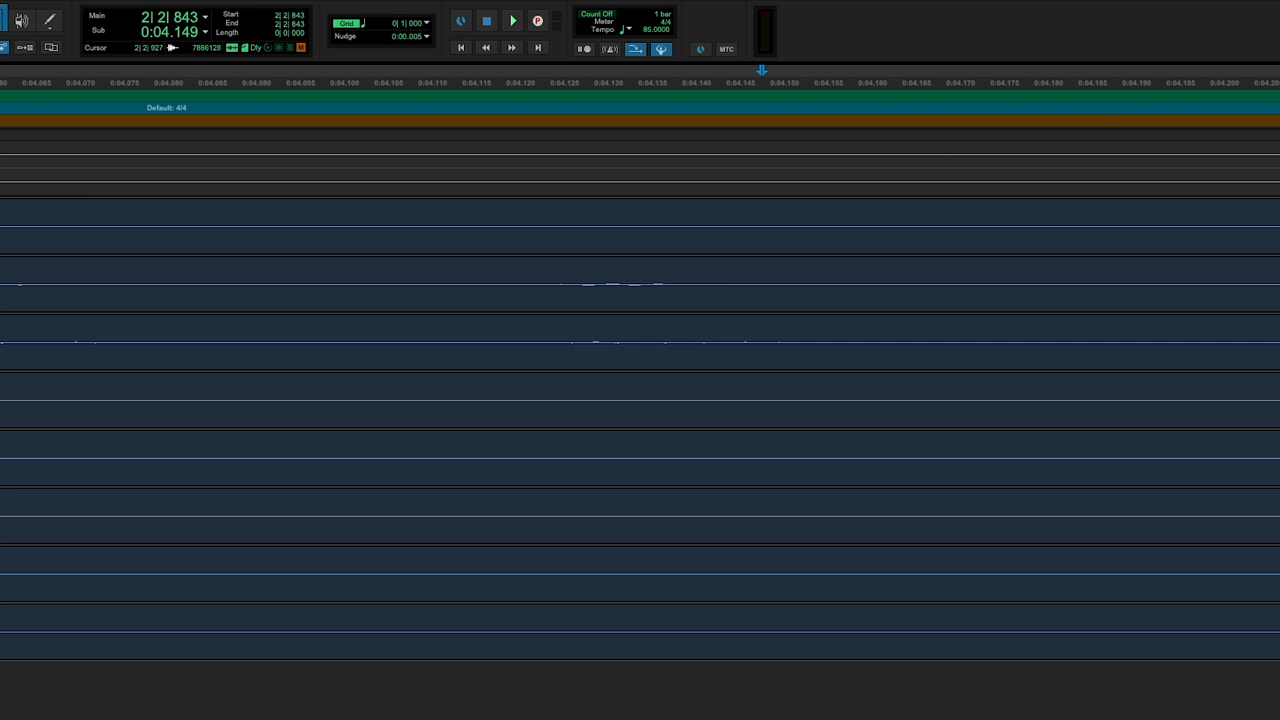 Main 2| 2| 843
Sub 0:04.149
Start 2| 2| 843
End 2| 2| 843
Length 0| 0| 000
Cursor 2| 2| 927 7886128 Dly S M
Grid 0| 1| 000
Nudge 0:00.005
P
Count Off 1 bar
Meter 4/4
Tempo 85.0000
MTC
60 0:04.065 0:04.070 0:04.075 0:04.080 0:04.085 0:04.090 0:04.095 0:04.100 0:04.105 0:04.110 0:04.115 0:04.120 0:04.125 0:04.130 0:04.135 0:04.140 0:04.145 0:04.150 0:04.155 0:04.160 0:04.165 0:04.170 0:04.175 0:04.180 0:04.185 0:04.190 0:04.195 0:04.200 0:04.20
Default: 4/4